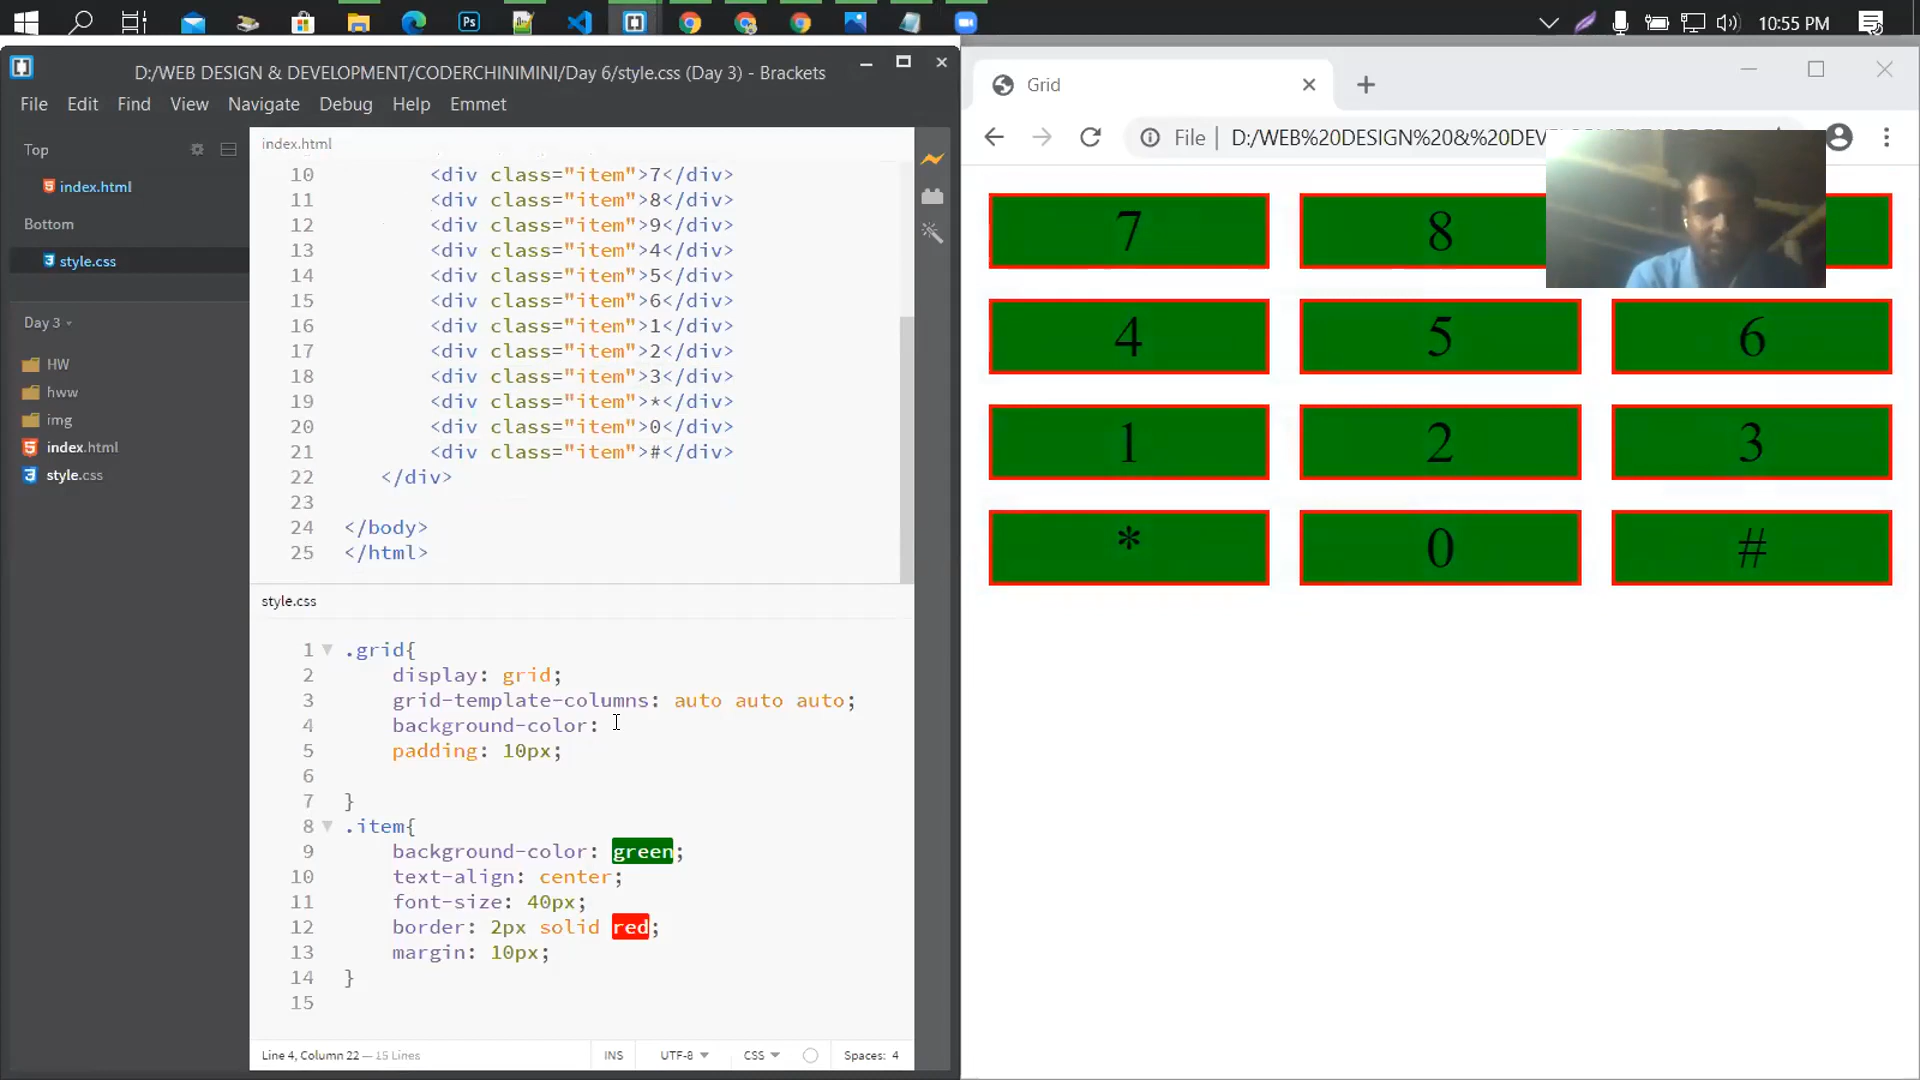 Ps
10:55 PM
D:/WEB DESIGN & DEVELOPMENT/CODERCHINIMINI/Day 6/style.css (Day 3) - Brackets
File Edit Find View Navigate Debug Help Emmet
Top
index.html
Bottom
style.css
Day 3
HW
hww
img
index.html
style.css
index.html
10 <div class="item">7</div>
11 <div class="item">8</div>
12 <div class="item">9</div>
13 <div class="item">4</div>
14 <div class="item">5</div>
15 <div class="item">6</div>
16 <div class="item">1</div>
17 <div class="item">2</div>
18 <div class="item">3</div>
19 <div class="item">*</div>
20 <div class="item">0</div>
21 <div class="item">#</div>
22 </div>
23
24 </body>
25 </html>
style.css
1 .grid{
2 display: grid;
3 grid-template-columns: auto auto auto;
4 background-color:
5 padding: 10px;
6
7 }
8 .item{
9 background-color: green;
10 text-align: center;
11 font-size: 40px;
12 border: 2px solid red;
13 margin: 10px;
14 }
15
Line 4, Column 22 — 15 Lines
INS UTF-8 CSS Spaces: 4
Grid
File D:/WEB%20DESIGN%20&%20DEV
7 8
4 5 6
1 2 3
* 0 #